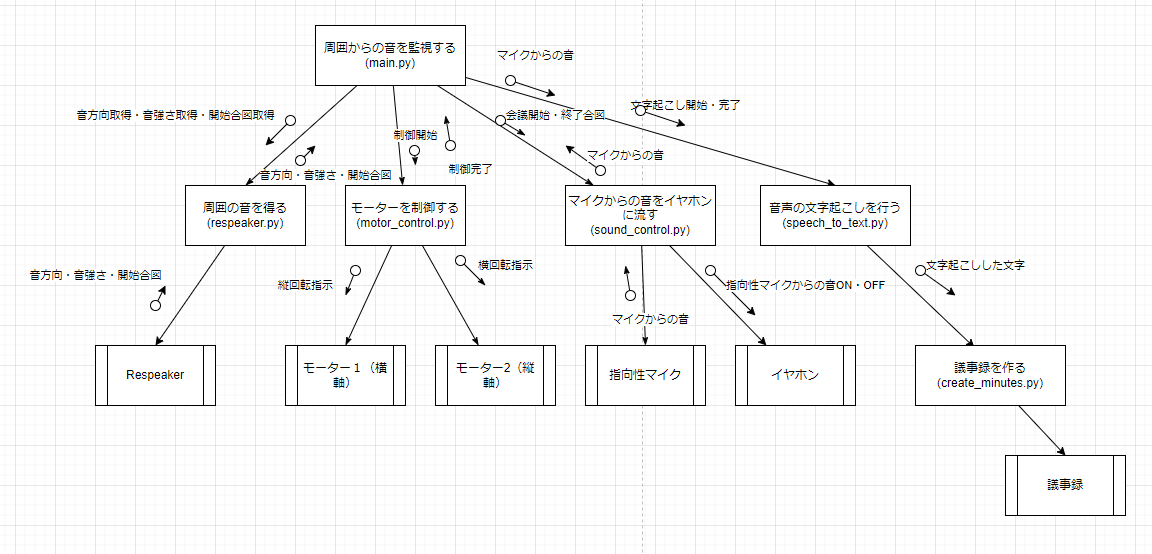 周囲からの音を監視する
(main.py)
マイクからの音
音方向取得・音強さ取得・開始合図取得
制御開始
会議開始・終了合図
文字起こし開始・完了
音方向・音強さ・開始合図
制御完了
マイクからの音
周囲の音を得る
(respeaker.py)
モーターを制御する
(motor_control.py)
マイクからの音をイヤホン
に流す
(sound_control.py)
音声の文字起こしを行う
(speech_to_text.py)
音方向・音強さ・開始合図
縦回転指示
横回転指示
マイクからの音
指向性マイクからの音ON・OFF
文字起こしした文字
Respeaker
モーター１（横
軸）
モーター2（縦
軸）
指向性マイク
イヤホン
議事録を作る
(create_minutes.py)
議事録